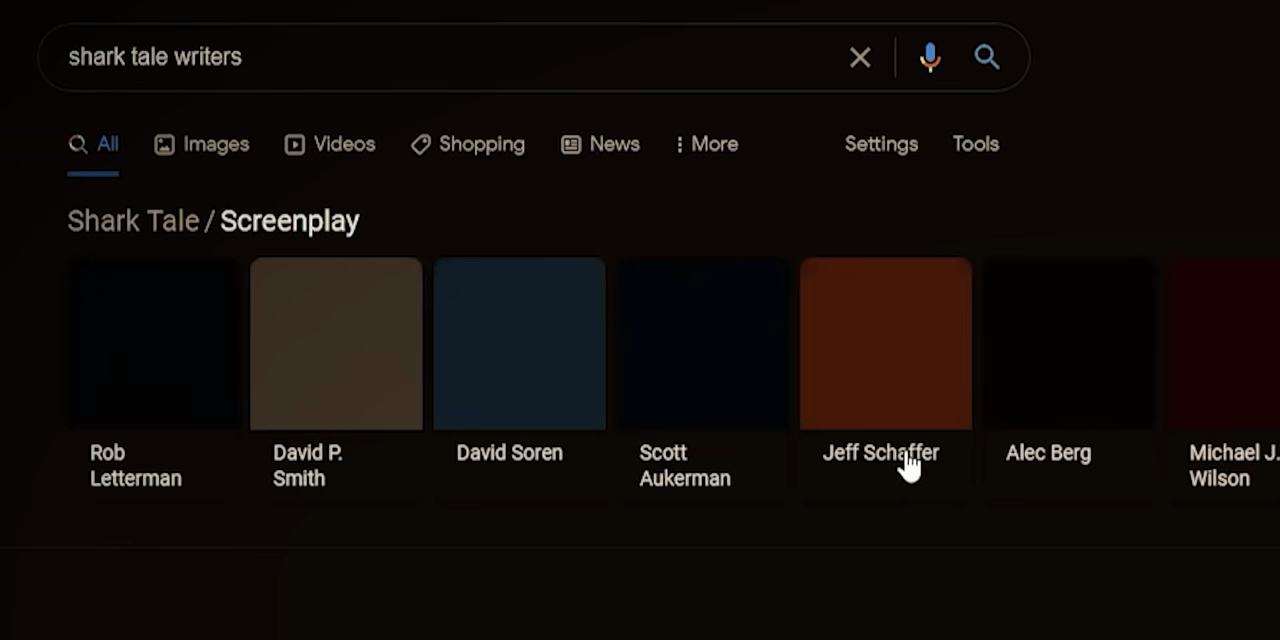 shark tale writers
All Images Videos Shopping News More Settings Tools
Shark Tale / Screenplay
Rob
Letterman
David P.
Smith
David Soren
Scott
Aukerman
Jeff Schaffer
Alec Berg
Michael J.
Wilson